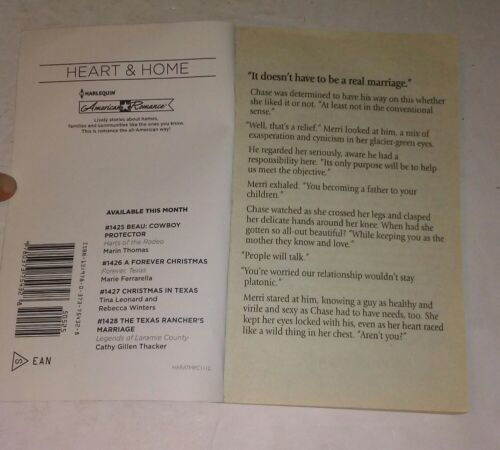 HEART & HOME
HARLEQUIN
American Romance
Lively stories about homes,
families and communities like the ones you know.
This is romance the all-American way!
AVAILABLE THIS MONTH
#1425 BEAU: COWBOY
PROTECTOR
Harts of the Rodeo
Marin Thomas
#1426 A FOREVER CHRISTMAS
Forever, Texas
Marie Ferrarella
#1427 CHRISTMAS IN TEXAS
Tina Leonard and
Rebecca Winters
#1428 THE TEXAS RANCHER'S
MARRIAGE
Legends of Laramie County
Cathy Gillen Thacker
ISBN-13: 978-0-373-75432-8
50525
S EAN
"It doesn't have to be a real marriage."
Chase was determined to have his way on this whether
she liked it or not. "At least not in the conventional
sense."
"Well, that's a relief." Merri looked at him, a mix of
exasperation and cynicism in her glacier-green eyes.
He regarded her seriously, aware he had a
responsibility here. "Its only purpose will be to help
us meet the objective."
Merri exhaled. "You becoming a father to your
children."
Chase watched as she crossed her legs and clasped
her delicate hands around her knee. When had she
gotten so all-out beautiful? "While keeping you as the
mother they know and love."
"People will talk."
"You're worried our relationship wouldn't stay
platonic."
Merri stared at him, knowing a guy as healthy and
virile and sexy as Chase had to have needs, too. She
kept her eyes locked with his, even as her heart raced
like a wild thing in her chest. "Aren't you?"